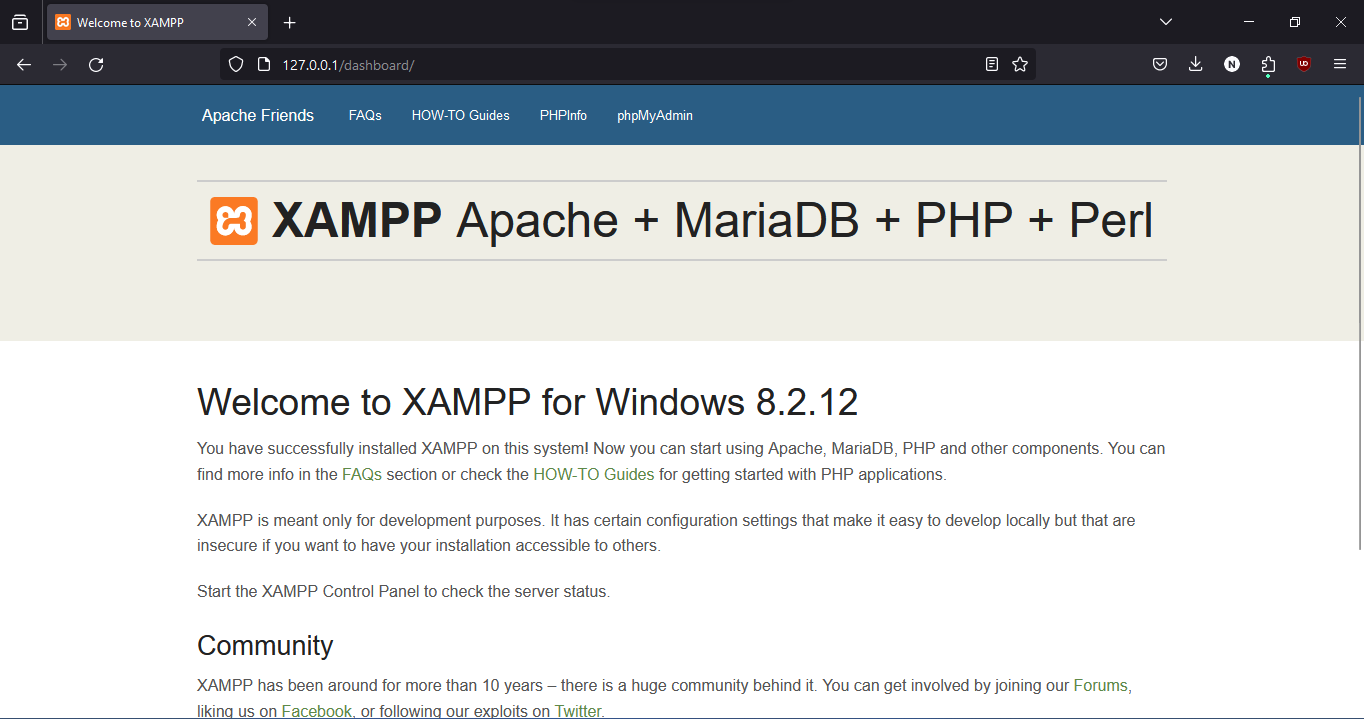 Welcome to XAMPP
127.0.0.1/dashboard/
N
UO
Apache Friends FAQs HOW-TO Guides PHPInfo phpMyAdmin
XAMPP Apache + MariaDB + PHP + Perl
Welcome to XAMPP for Windows 8.2.12
You have successfully installed XAMPP on this system! Now you can start using Apache, MariaDB, PHP and other components. You can
find more info in the FAQs section or check the HOW-TO Guides for getting started with PHP applications.
XAMPP is meant only for development purposes. It has certain configuration settings that make it easy to develop locally but that are
insecure if you want to have your installation accessible to others.
Start the XAMPP Control Panel to check the server status.
Community
XAMPP has been around for more than 10 years – there is a huge community behind it. You can get involved by joining our Forums,
liking us on Facebook, or following our exploits on Twitter.